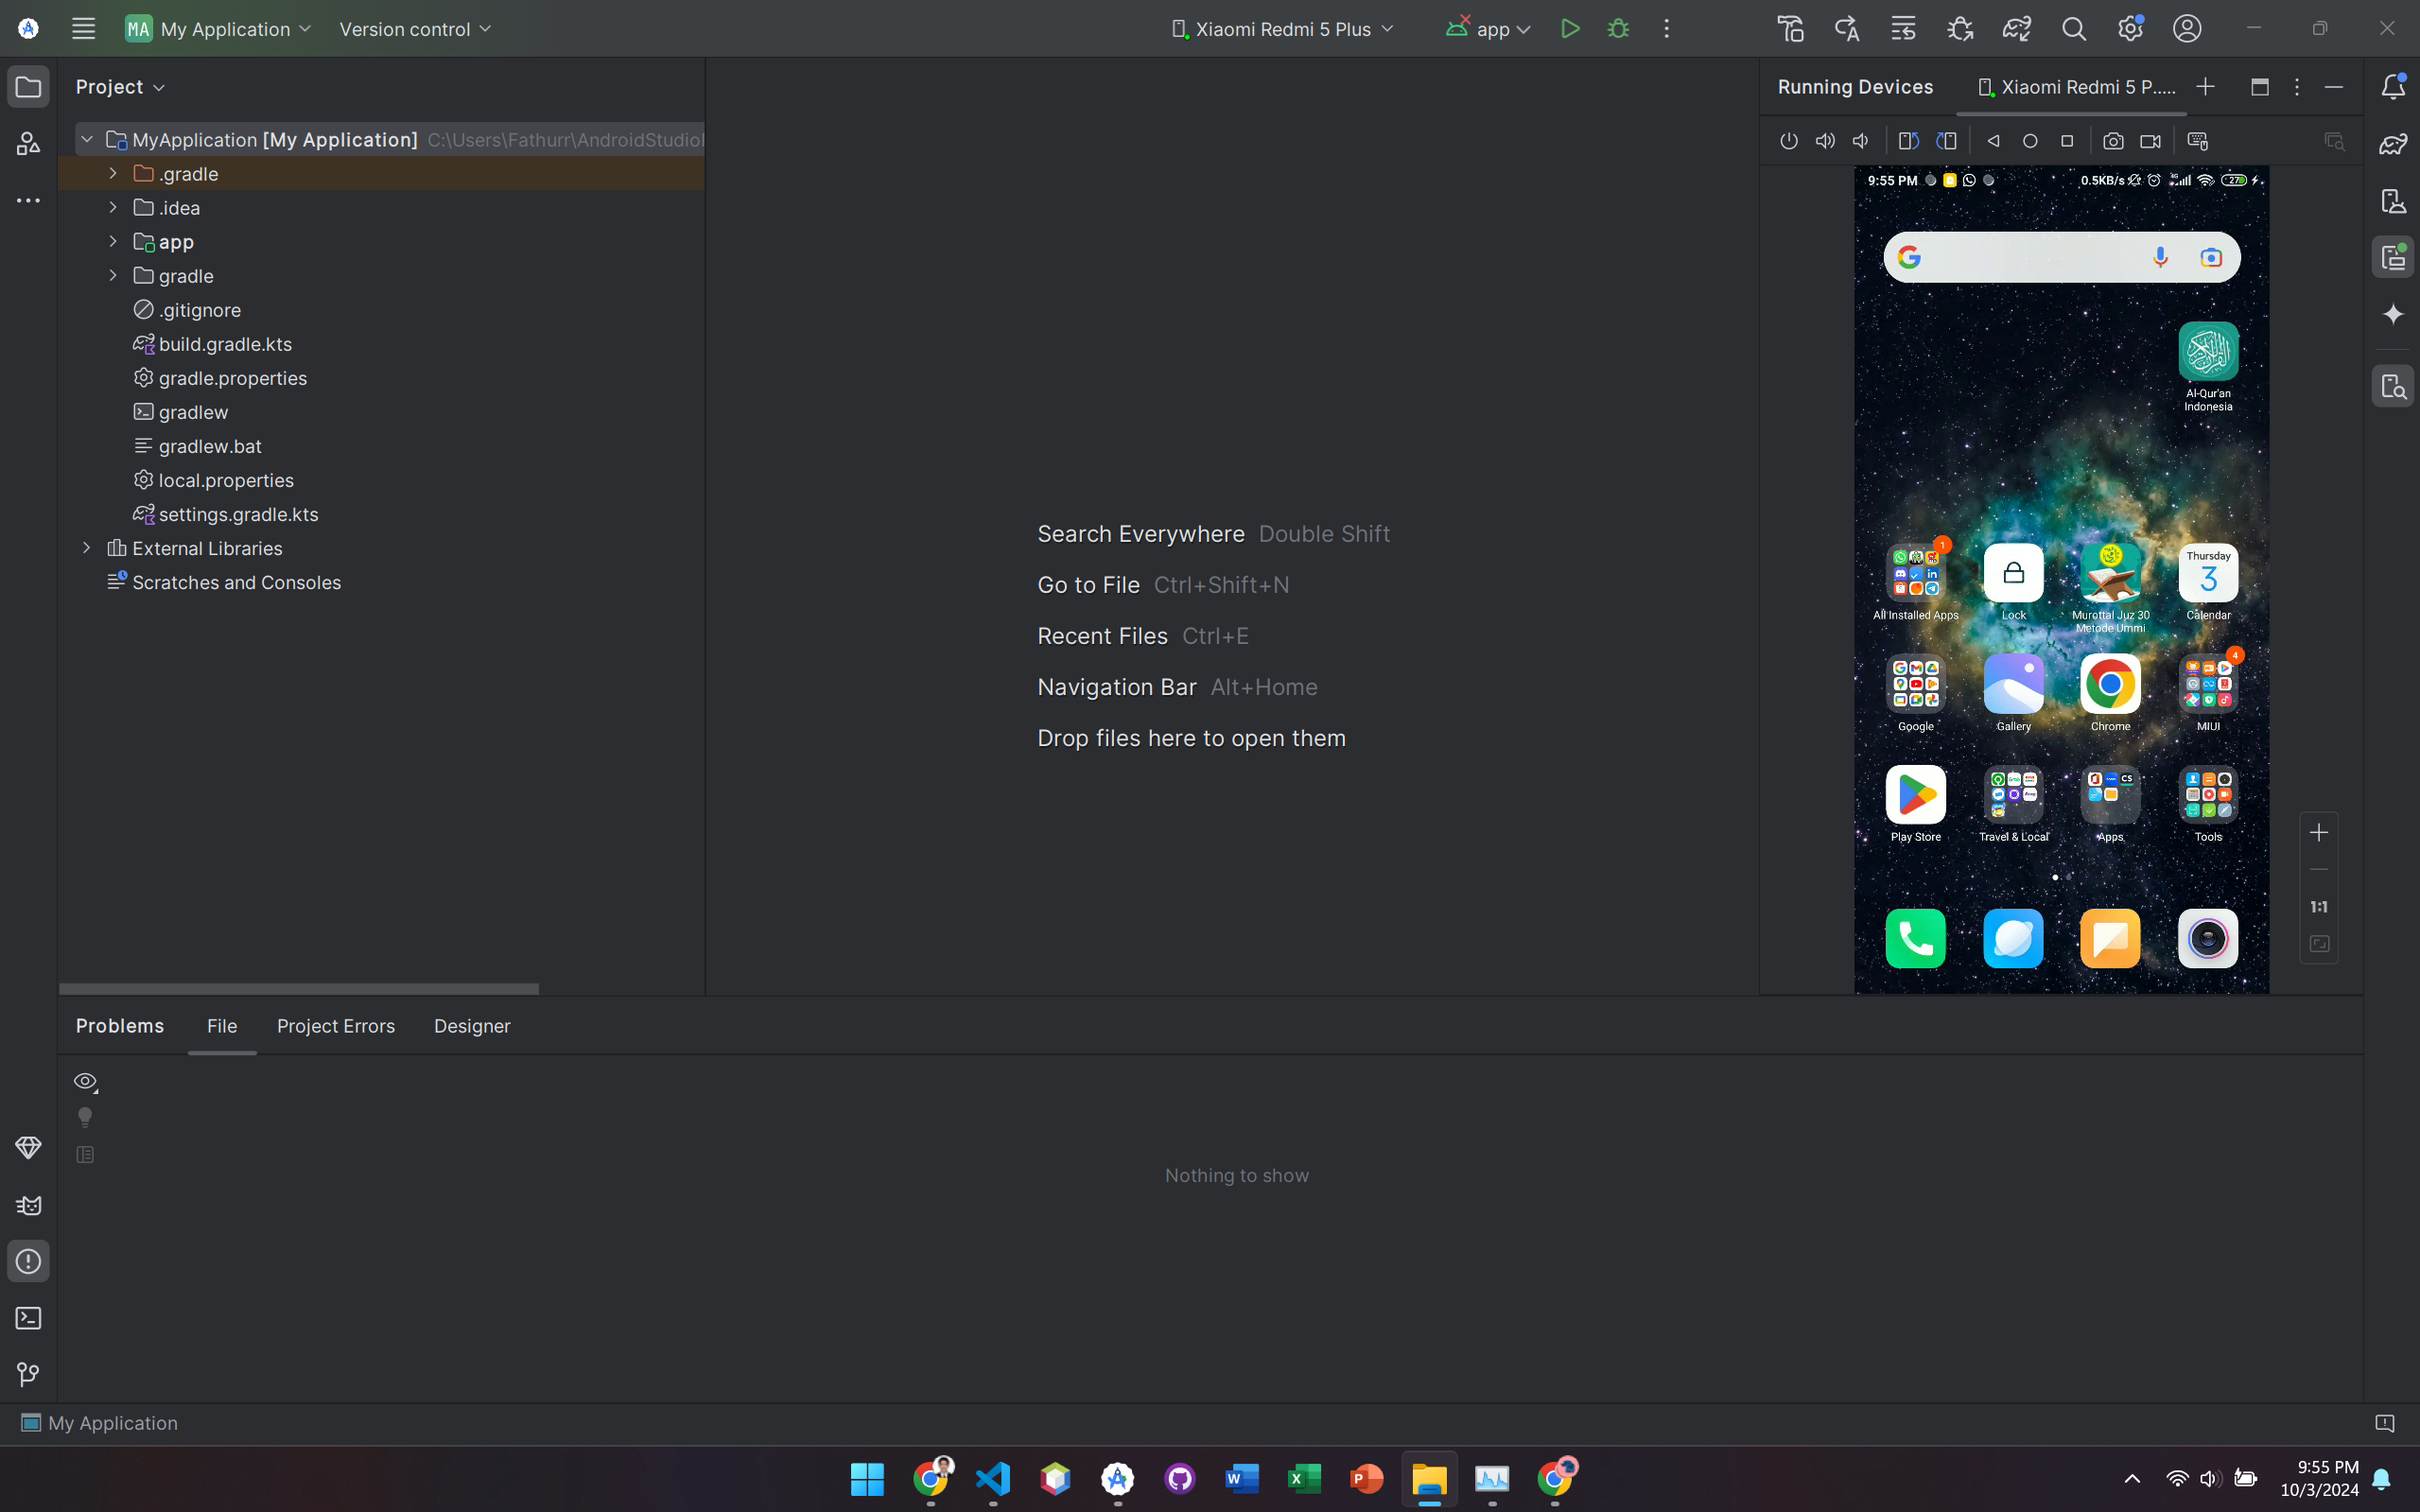 MA My Application
Version control
Xiaomi Redmi 5 Plus
app
Project
Running Devices
Xiaomi Redmi 5 P.....
MyApplication [My Application] C:\Users\Fathurr\AndroidStudio
.gradle
.idea
app
gradle
.gitignore
build.gradle.kts
gradle.properties
gradlew
gradlew.bat
local.properties
settings.gradle.kts
External Libraries
Scratches and Consoles
Search Everywhere Double Shift
Go to File Ctrl+Shift+N
Recent Files Ctrl+E
Navigation Bar Alt+Home
Drop files here to open them
9:55 PM
0.5KB/s
4G
27
Al-Qur'an
Indonesia
1
Thursday
3
All Installed Apps
Lock
Murottal Juz 30
Metode Ummi
Calendar
4
Google
Gallery
Chrome
MIUI
CS
Play Store
Travel & Local
Apps
Tools
1:1
Problems
File
Project Errors
Designer
Nothing to show
My Application
9:55 PM
10/3/2024